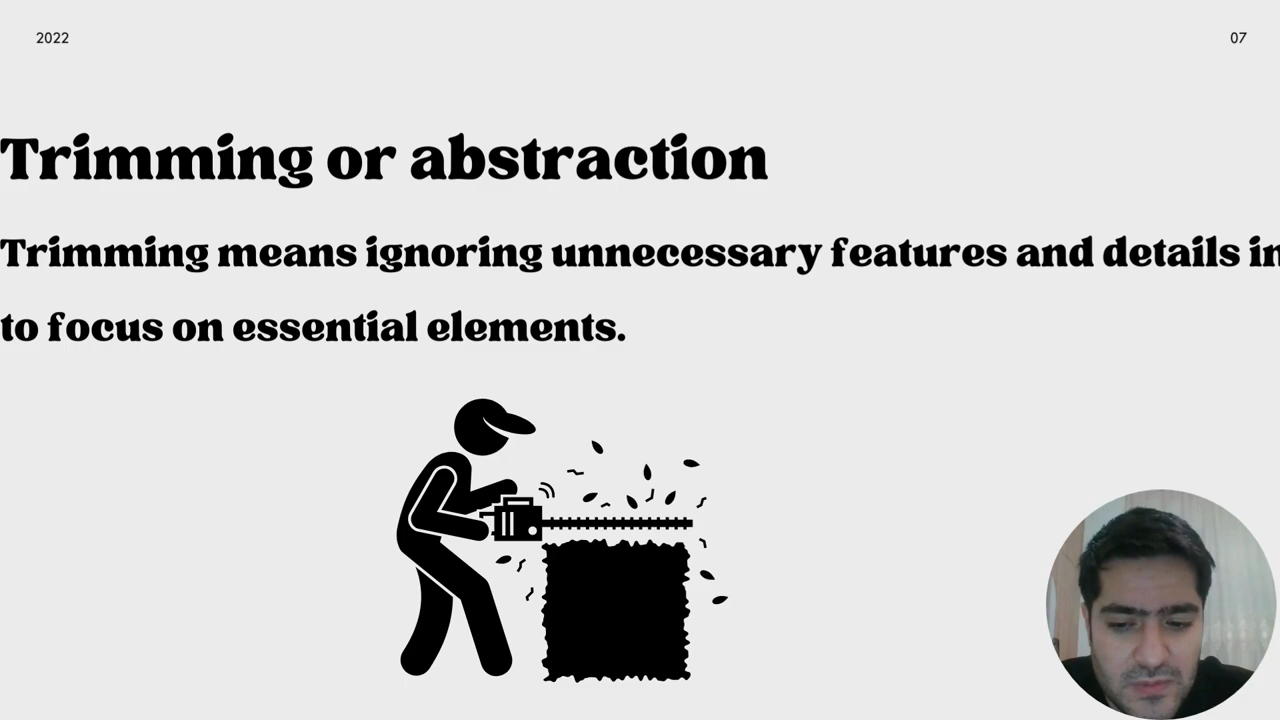 2022
07
Trimming or abstraction
Trimming means ignoring unnecessary features and details in
to focus on essential elements.